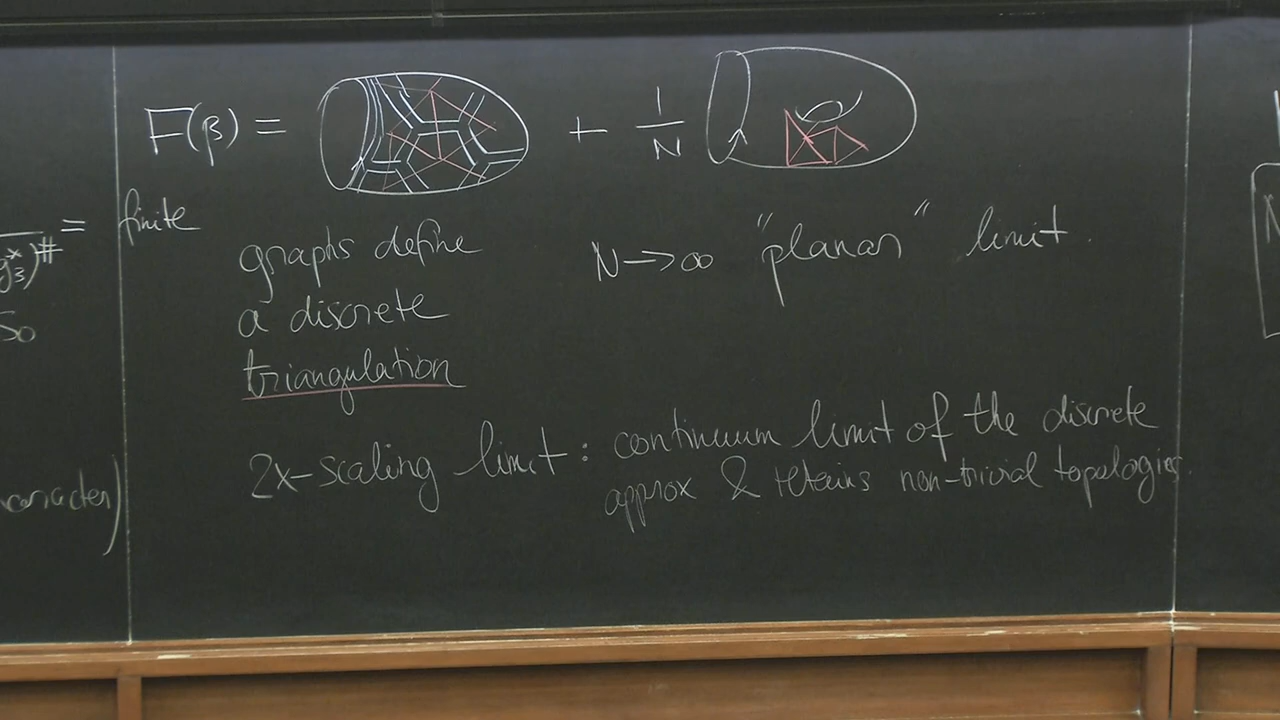 F(β) = + 1/N
= finite
g₃*)#
So
graphs define
a discrete
triangulation
N→∞ "planar" limit.
2x-scaling limit: continuum limit of the discrete
approx & retains non-trivial topologies.